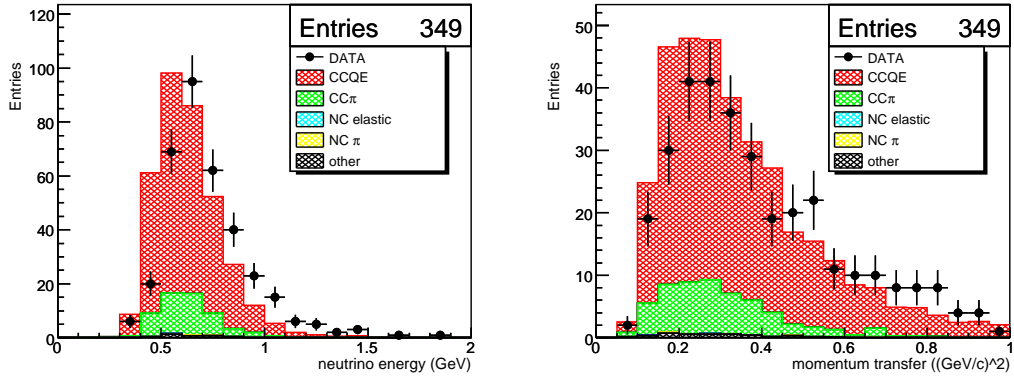 Entries 349
DATA
CCQE
CCπ
NC elastic
NC π
other
Entries
120
100
80
60
40
20
0
0 0.5 1 1.5 2
neutrino energy (GeV)
Entries 349
DATA
CCQE
CCπ
NC elastic
NC π
other
Entries
50
40
30
20
10
0
0 0.2 0.4 0.6 0.8 1
momentum transfer ((GeV/c)^2)